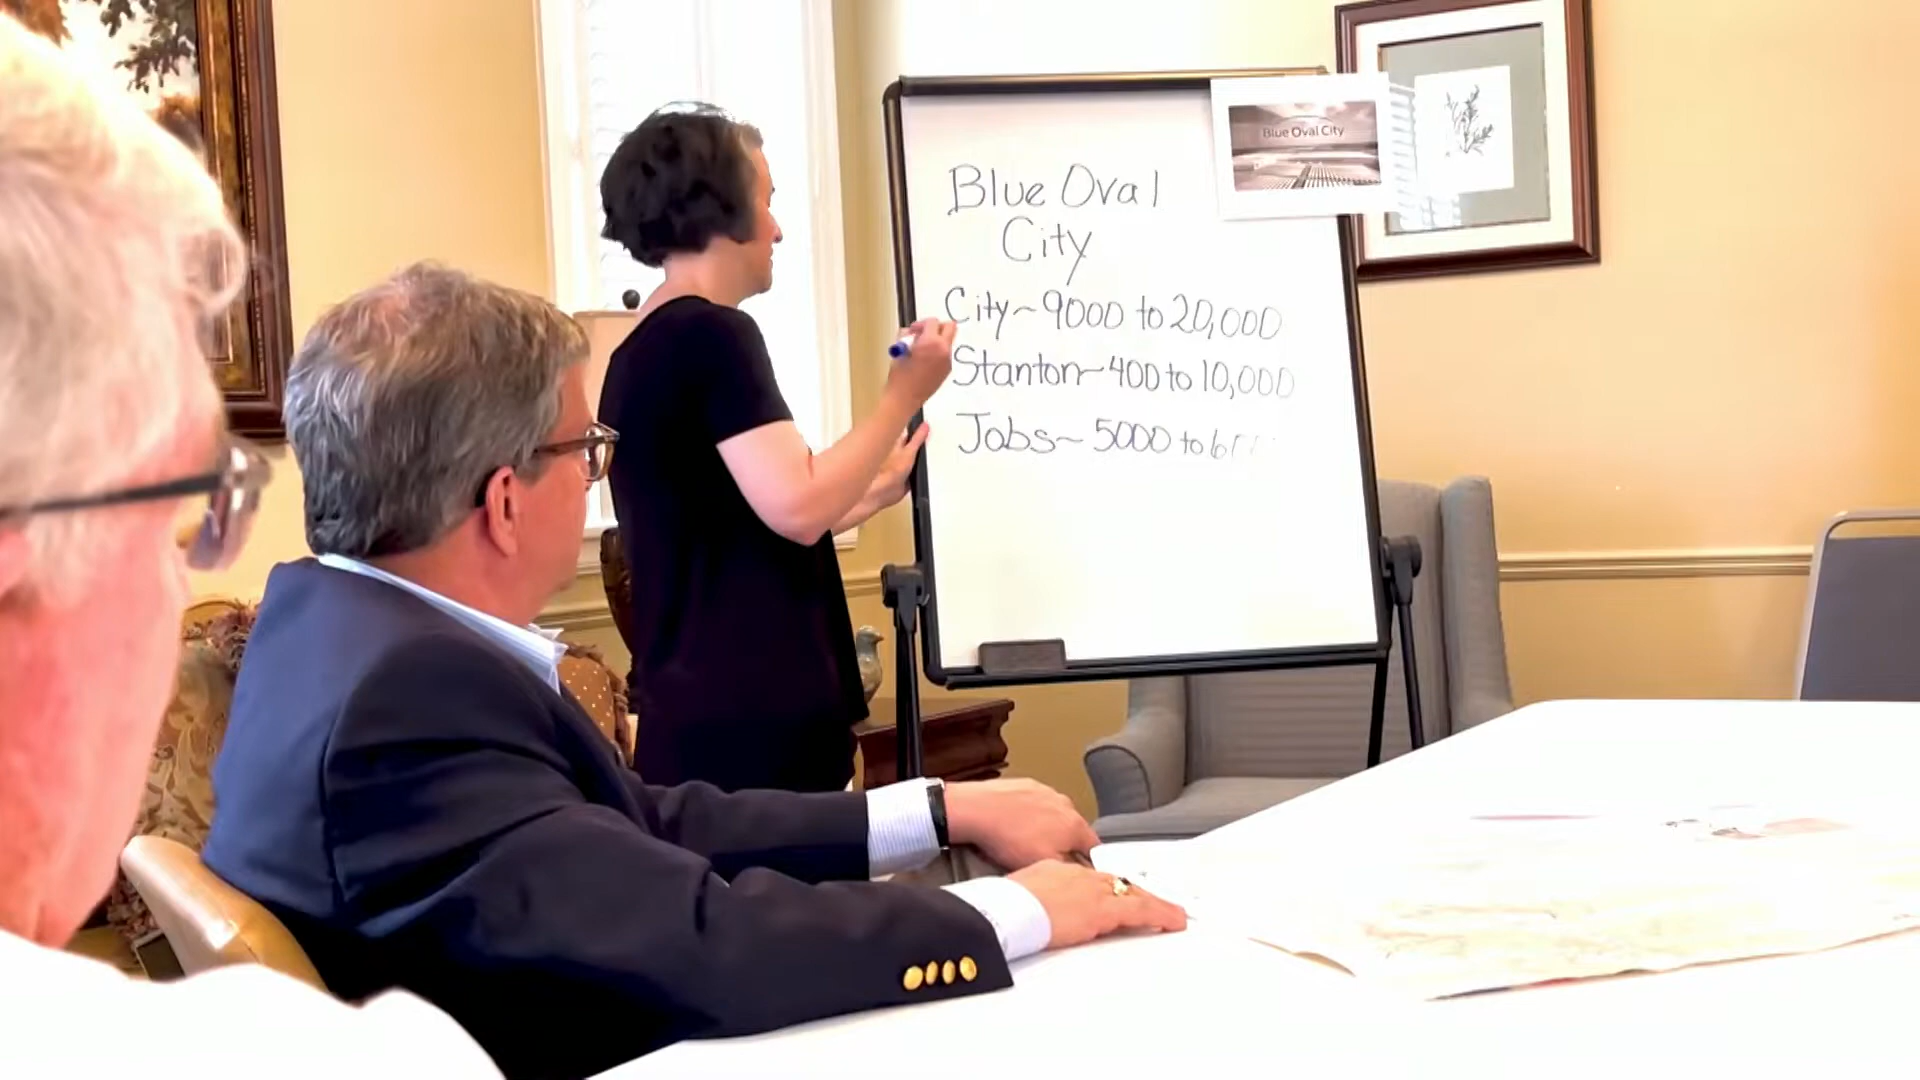 Blue Oval City
Blue Oval
City
City~9000 to 20,000
Stanton~400 to 10,000
Jobs~ 5000 to